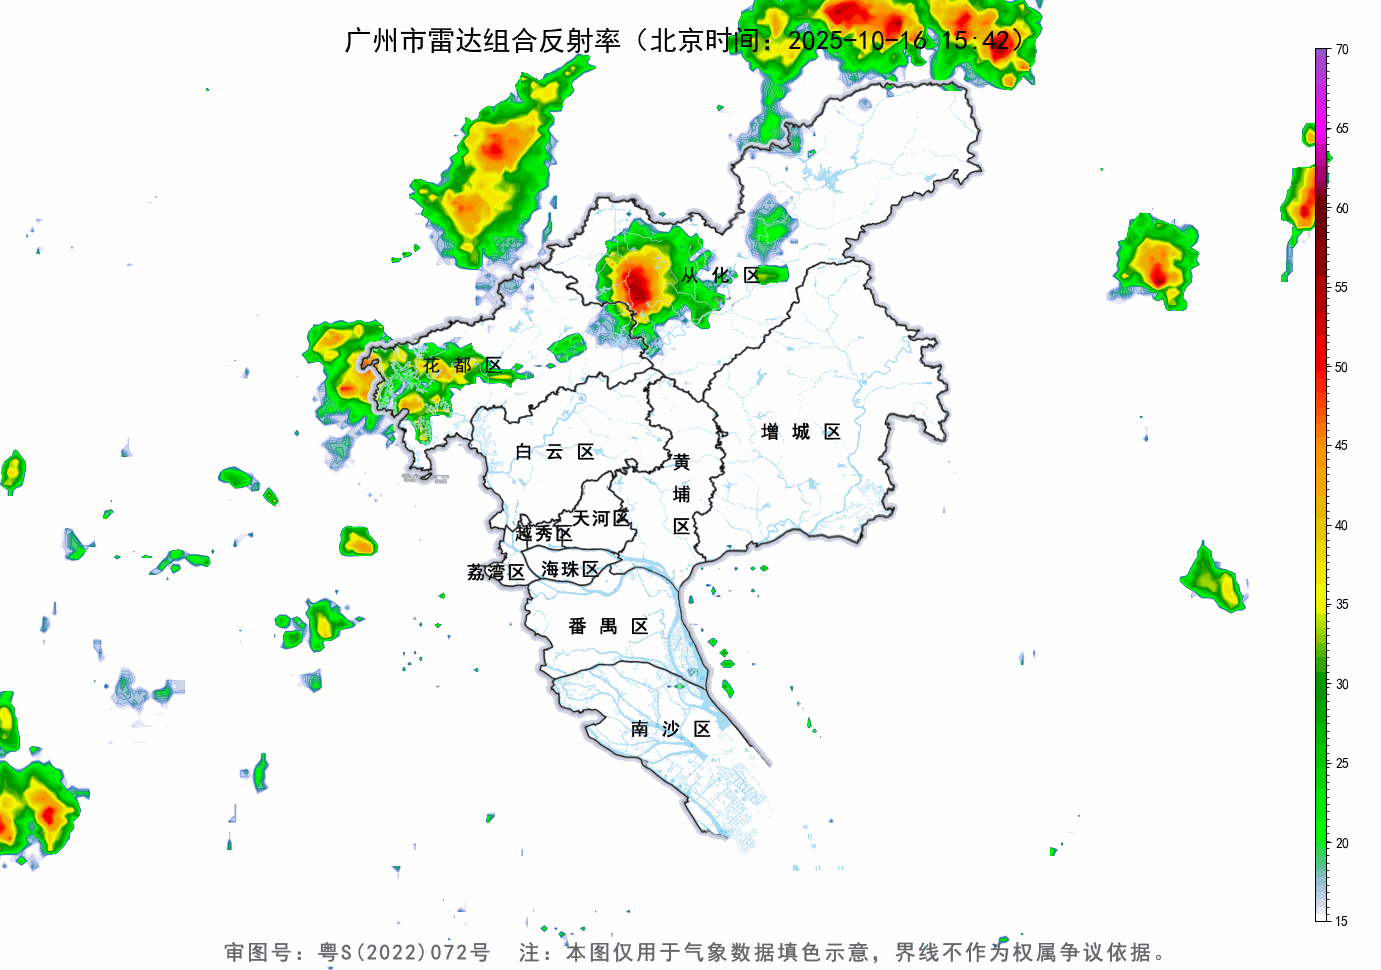 广州市雷达组合反射率（北京时间：2025-10-16 15:42）
70
65
60
55
50
45
40
35
30
25
20
15
从化区
花都区
增城区
白云区
黄埔区
天河区
越秀区
荔湾区
海珠区
番禺区
南沙区
审图号：粤S(2022)072号 注：本图仅用于气象数据填色示意，界线不作为权属争议依据。